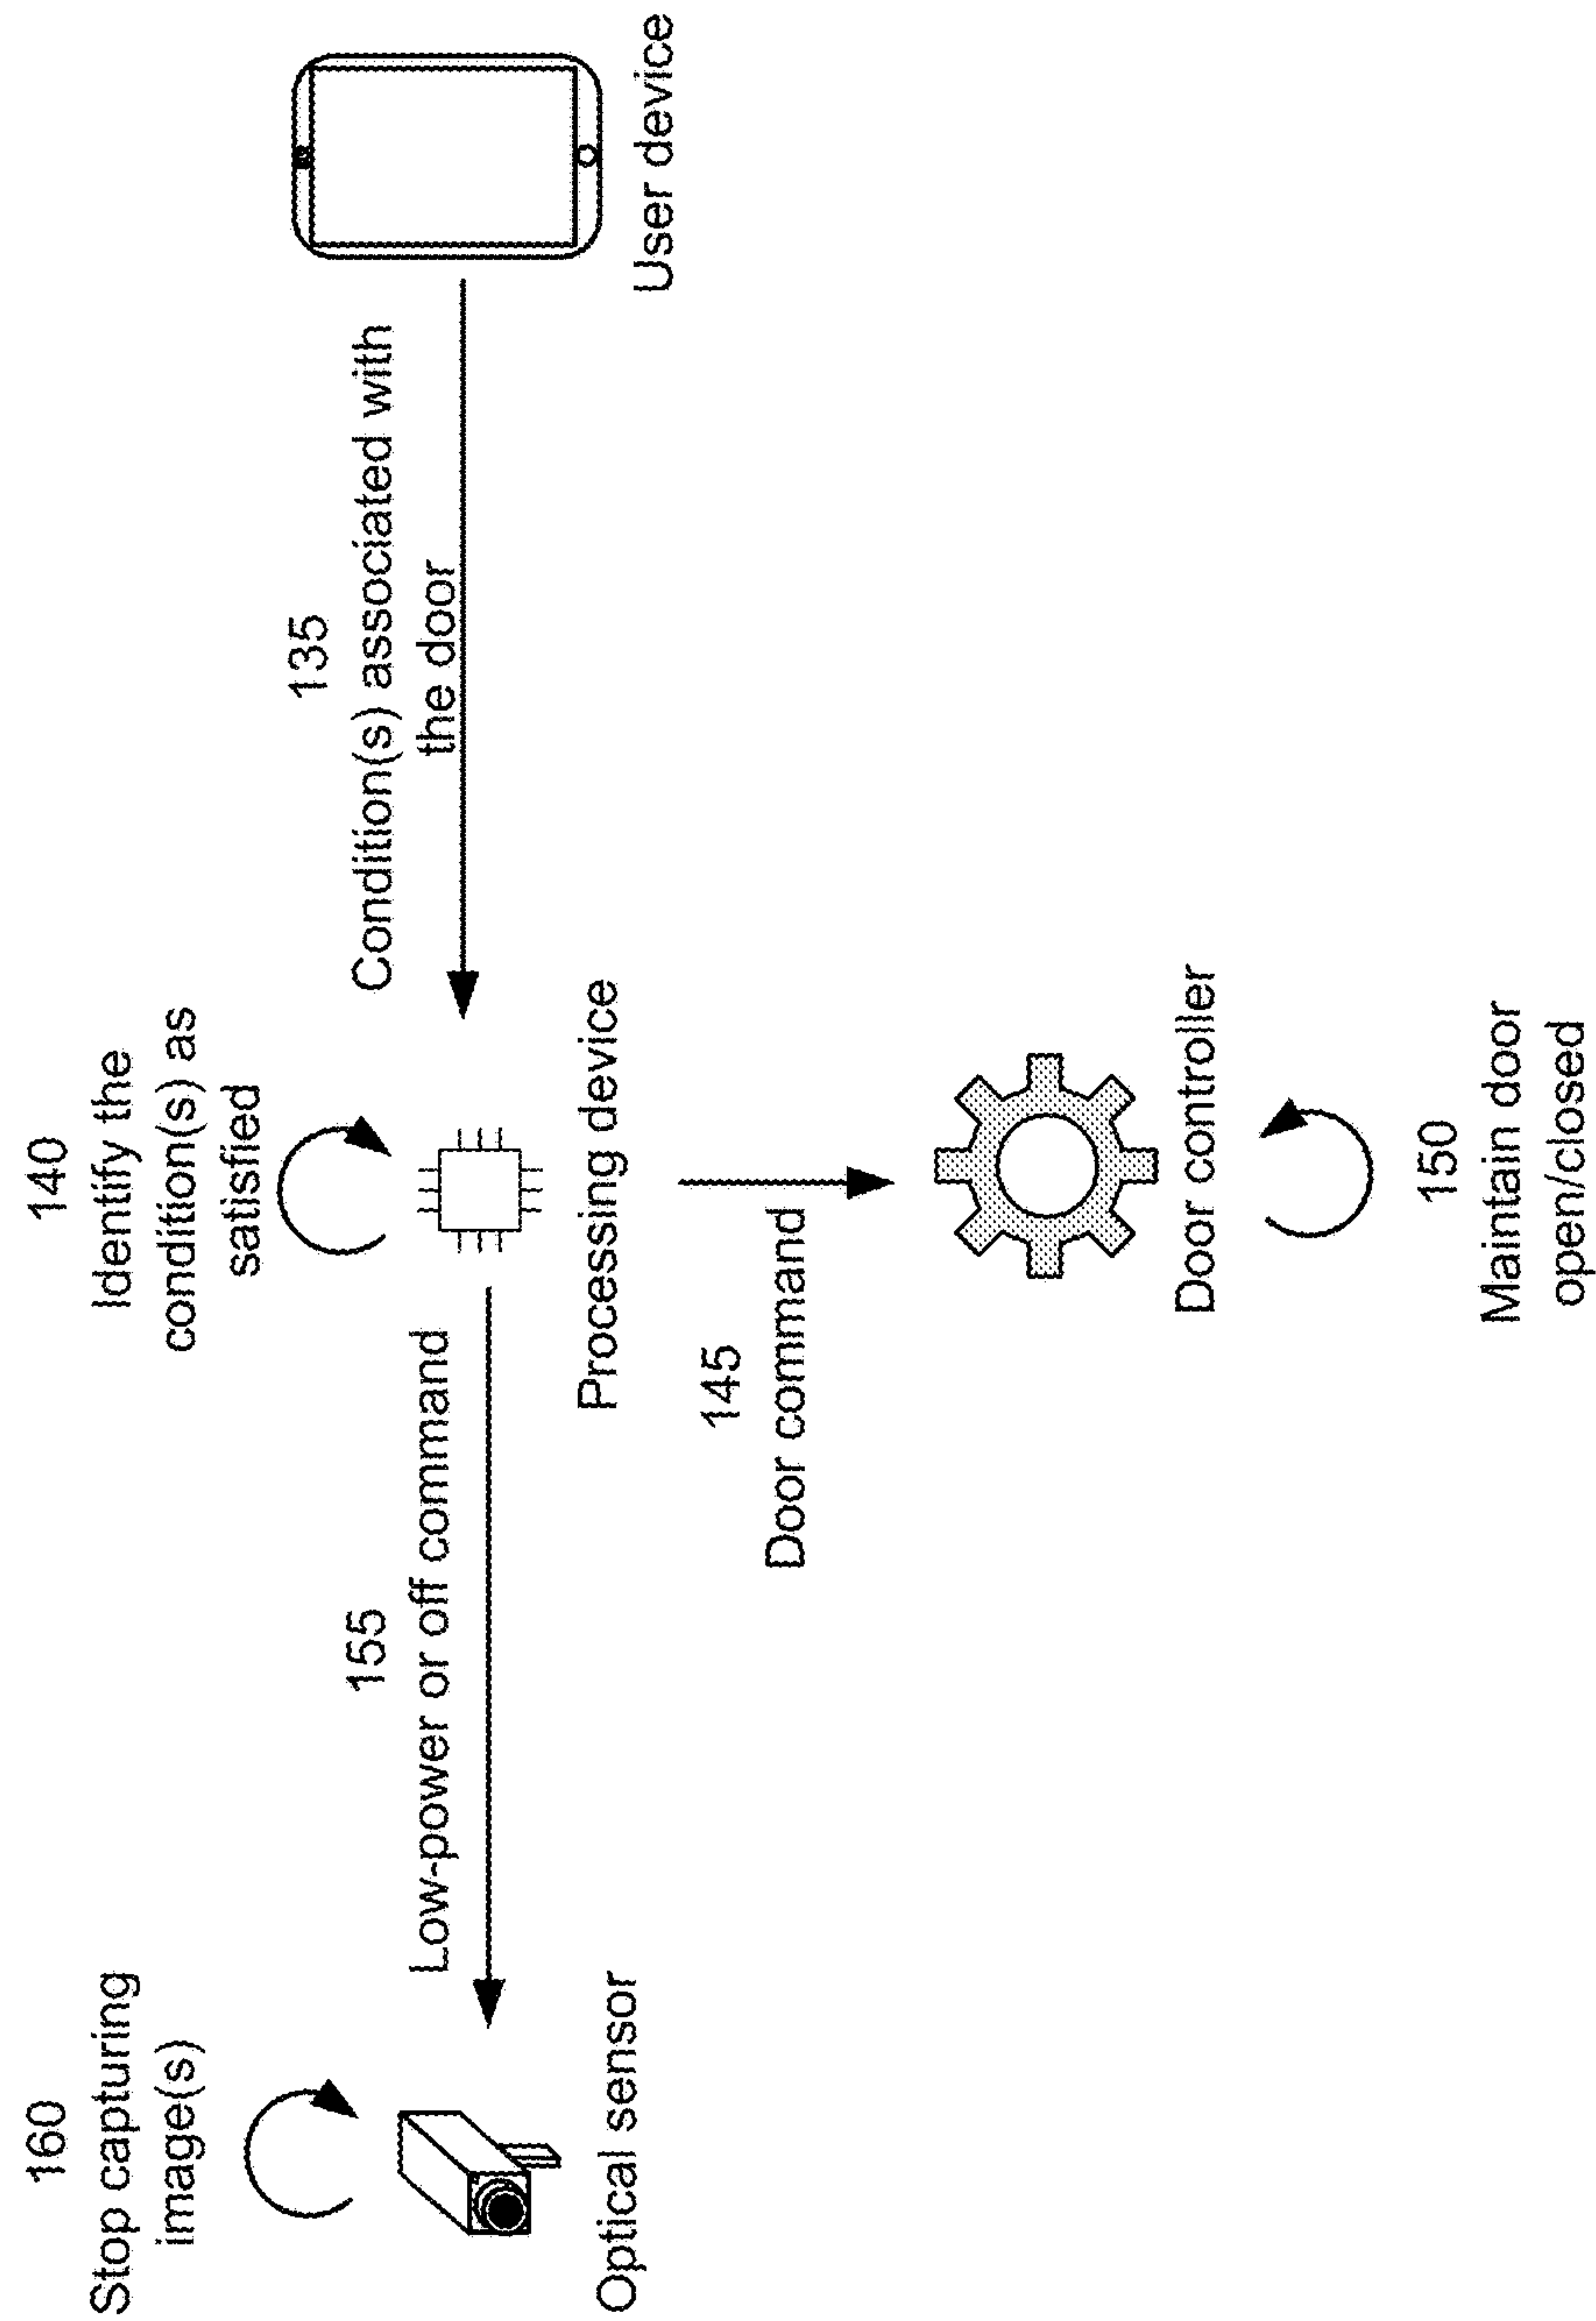 160
Stop capturing
image(s)
Optical sensor
155
Low-power or off command
140
Identify the
condition(s) as
satisfied
Processing device
135
Condition(s) associated with
the door
User device
145
Door command
Door controller
150
Maintain door
open/closed